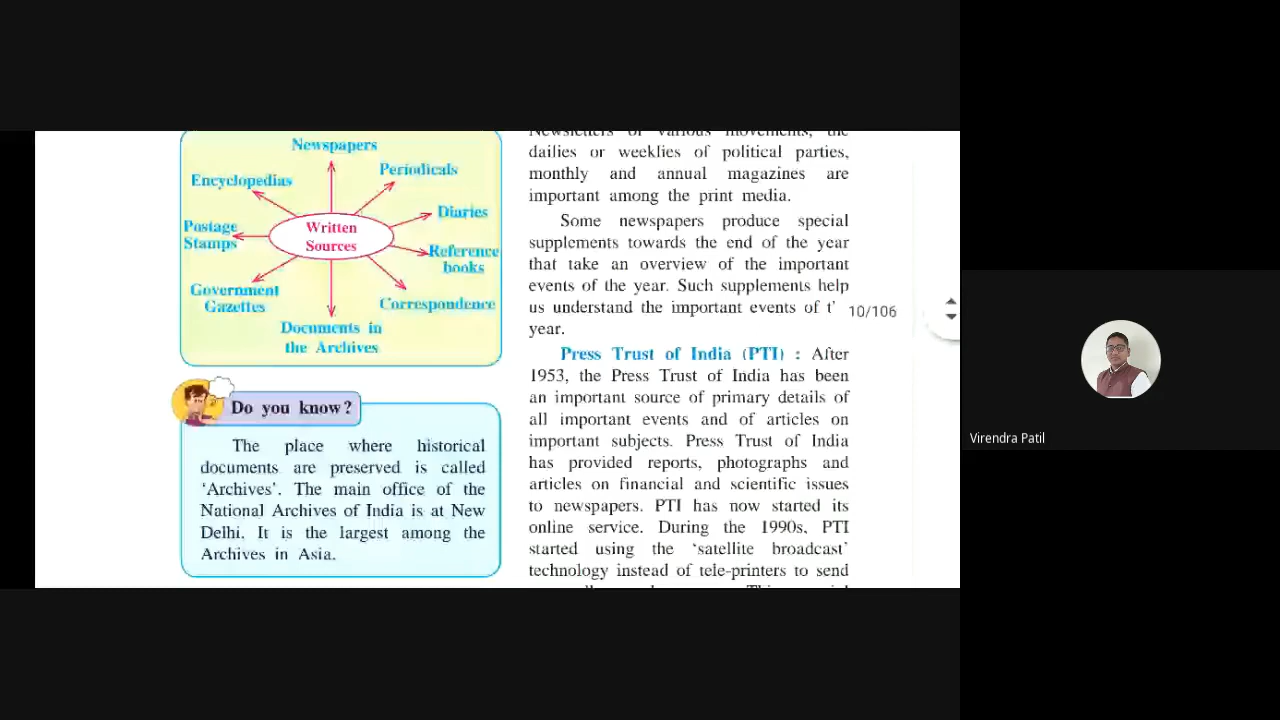 Newspapers
Periodicals
Encyclopedias
Diaries
Postage
Stamps
Written
Sources
Reference
books
Government
Gazettes
Correspondence
Documents in
the Archives
Do you know?
The place where historical
documents are preserved is called
‘Archives’. The main office of the
National Archives of India is at New
Delhi. It is the largest among the
Archives in Asia.
Newsletters of various movements, the
dailies or weeklies of political parties,
monthly and annual magazines are
important among the print media.
Some newspapers produce special
supplements towards the end of the year
that take an overview of the important
events of the year. Such supplements help
us understand the important events of
year.
Press Trust of India (PTI) : After
1953, the Press Trust of India has been
an important source of primary details of
all important events and of articles on
important subjects. Press Trust of India
has provided reports, photographs and
articles on financial and scientific issues
to newspapers. PTI has now started its
online service. During the 1990s, PTI
started using the ‘satellite broadcast’
technology instead of tele-printers to send
10/106
Virendra Patil